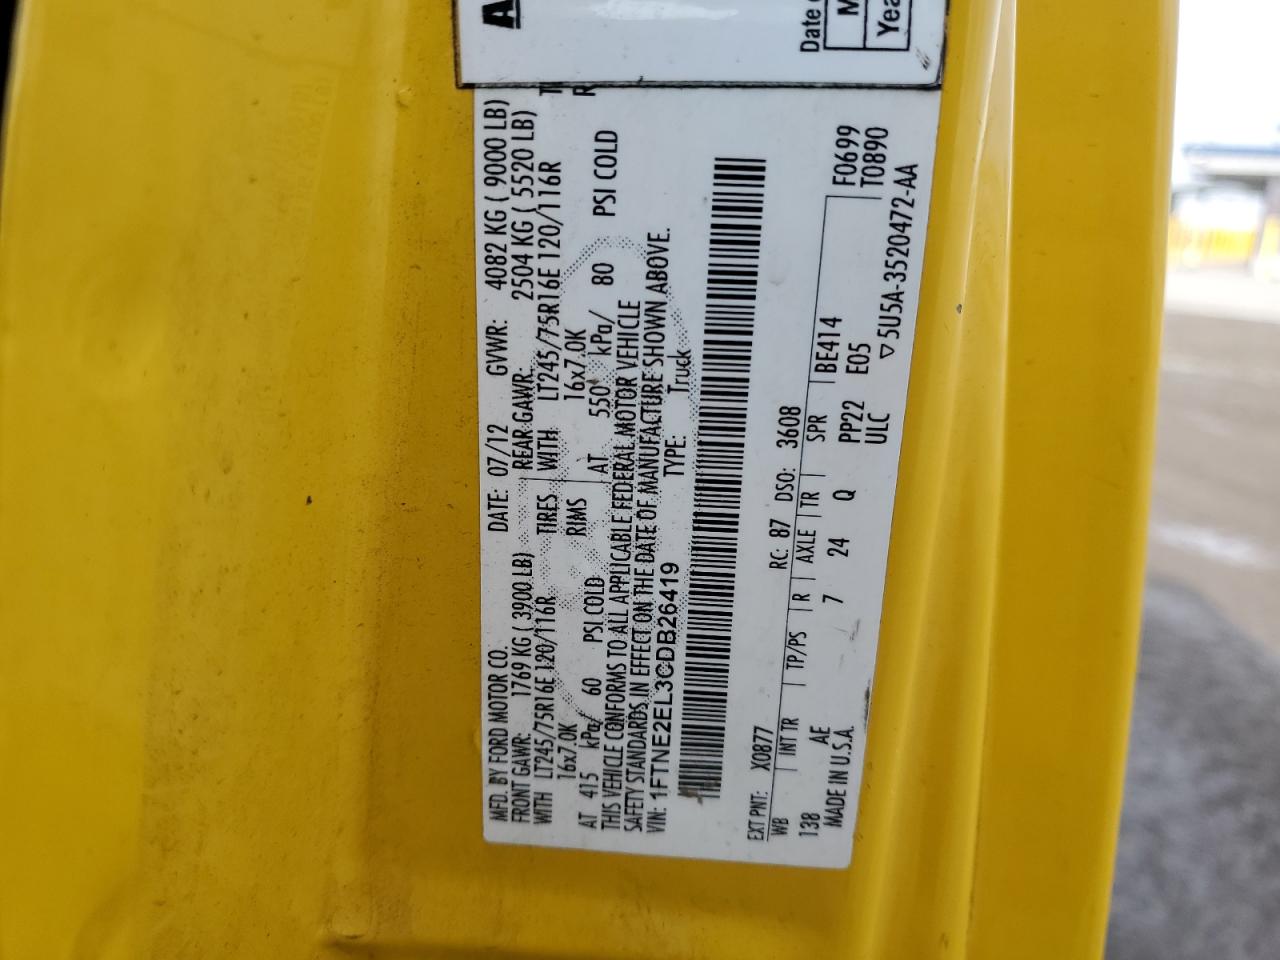 A
Date
M
Yea
MFD. BY FORD MOTOR CO. DATE: 07/12 GVWR: 4082 KG ( 9000 LB)
FRONT GAWR: 1769 KG ( 3900 LB) REAR GAWR: 2504 KG ( 5520 LB)
WITH LT245/75R16E 120/116R TIRES WITH LT245/75R16E 120/116R
16x7.0K RIMS 16x7.0K R
AT 415 kPa/ 60 PSI COLD AT 550 kPa/ 80 PSI COLD
THIS VEHICLE CONFORMS TO ALL APPLICABLE FEDERAL MOTOR VEHICLE
SAFETY STANDARDS IN EFFECT ON THE DATE OF MANUFACTURE SHOWN ABOVE.
VIN: 1FTNE2EL3CDB26419 TYPE: Truck
EXT PNT: X0877 RC: 87 DSO: 3608 F0699
WB INT TR TP/PS R AXLE TR SPR BE414 T0890
138 AE 7 24 Q PP22 E05
MADE IN U.S.A. ULC ▽5U5A-3520472-AA